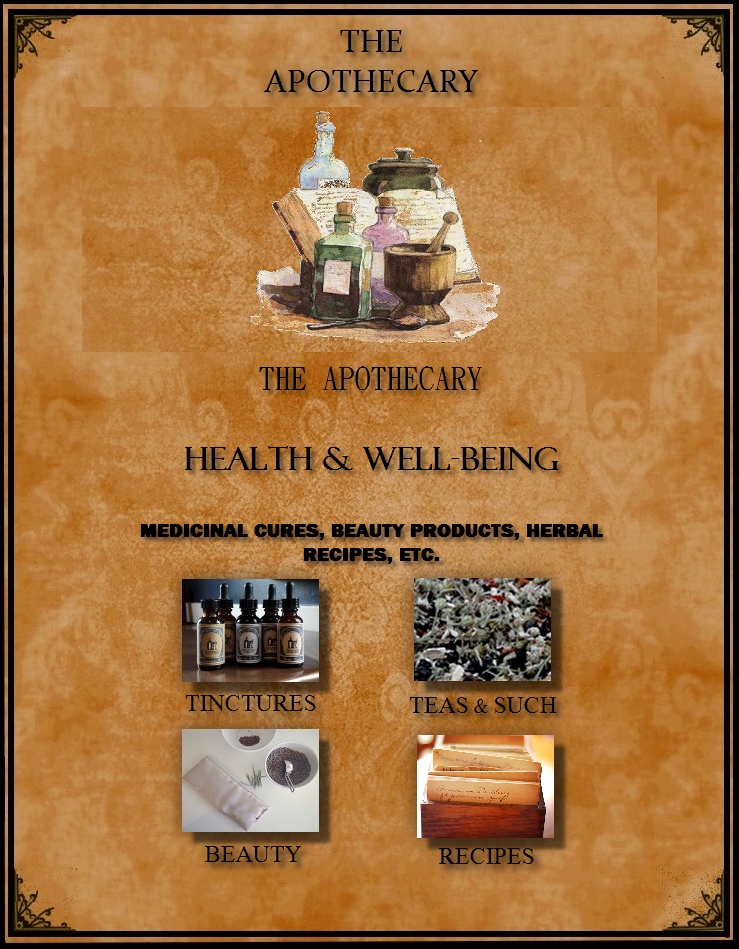 THE
APOTHECARY
THE APOTHECARY
HEALTH & WELL-BEING
MEDICINAL CURES, BEAUTY PRODUCTS, HERBAL
RECIPES, ETC.
TINCTURES
TEAS & SUCH
BEAUTY
RECIPES